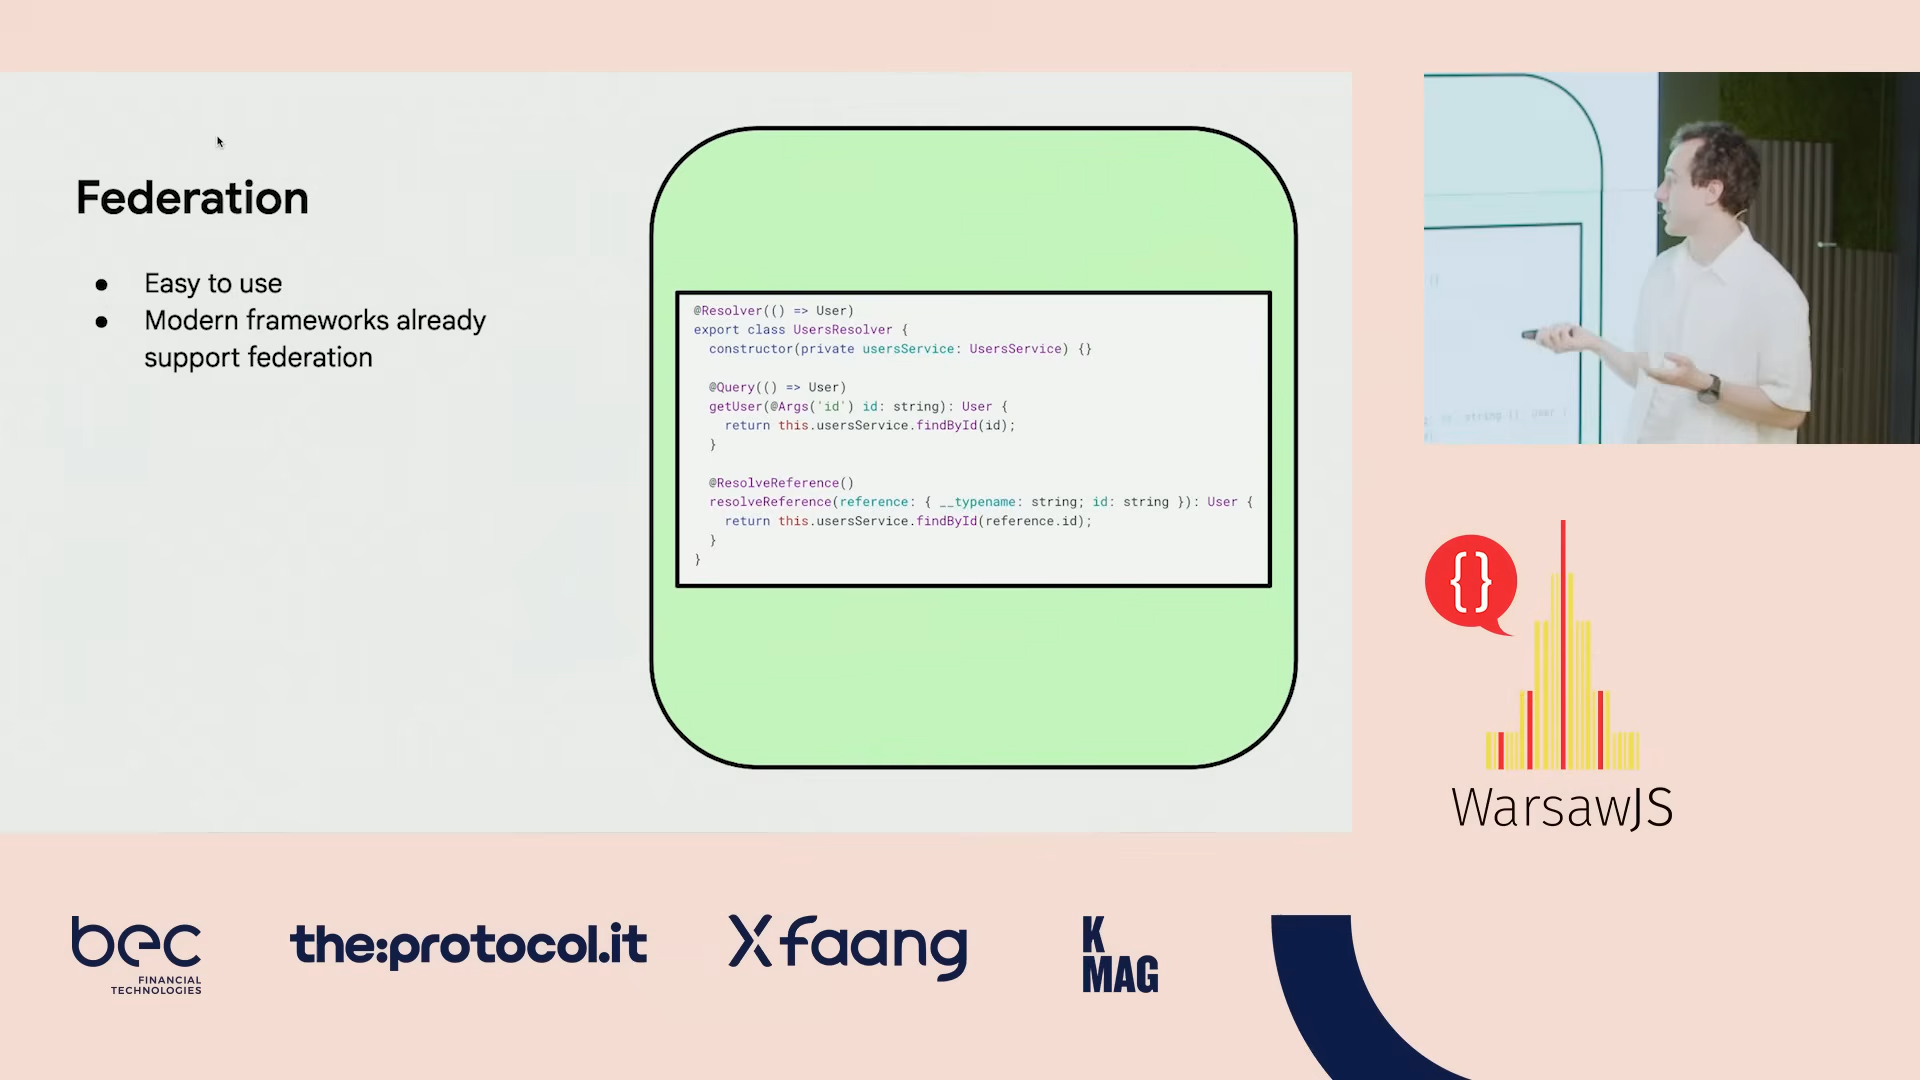 Federation
● Easy to use
● Modern frameworks already
support federation
@Resolver(() => User)
export class UsersResolver {
  constructor(private usersService: UsersService) {}
  @Query(() => User)
  getUser(@Args('id') id: string): User {
    return this.usersService.findById(id);
  }
  @ResolveReference()
  resolveReference(reference: { __typename: string; id: string }): User {
    return this.usersService.findById(reference.id);
  }
}
{}
WarsawJS
bec
FINANCIAL
TECHNOLOGIES
the:protocol.it
Xfaang
K
MAG